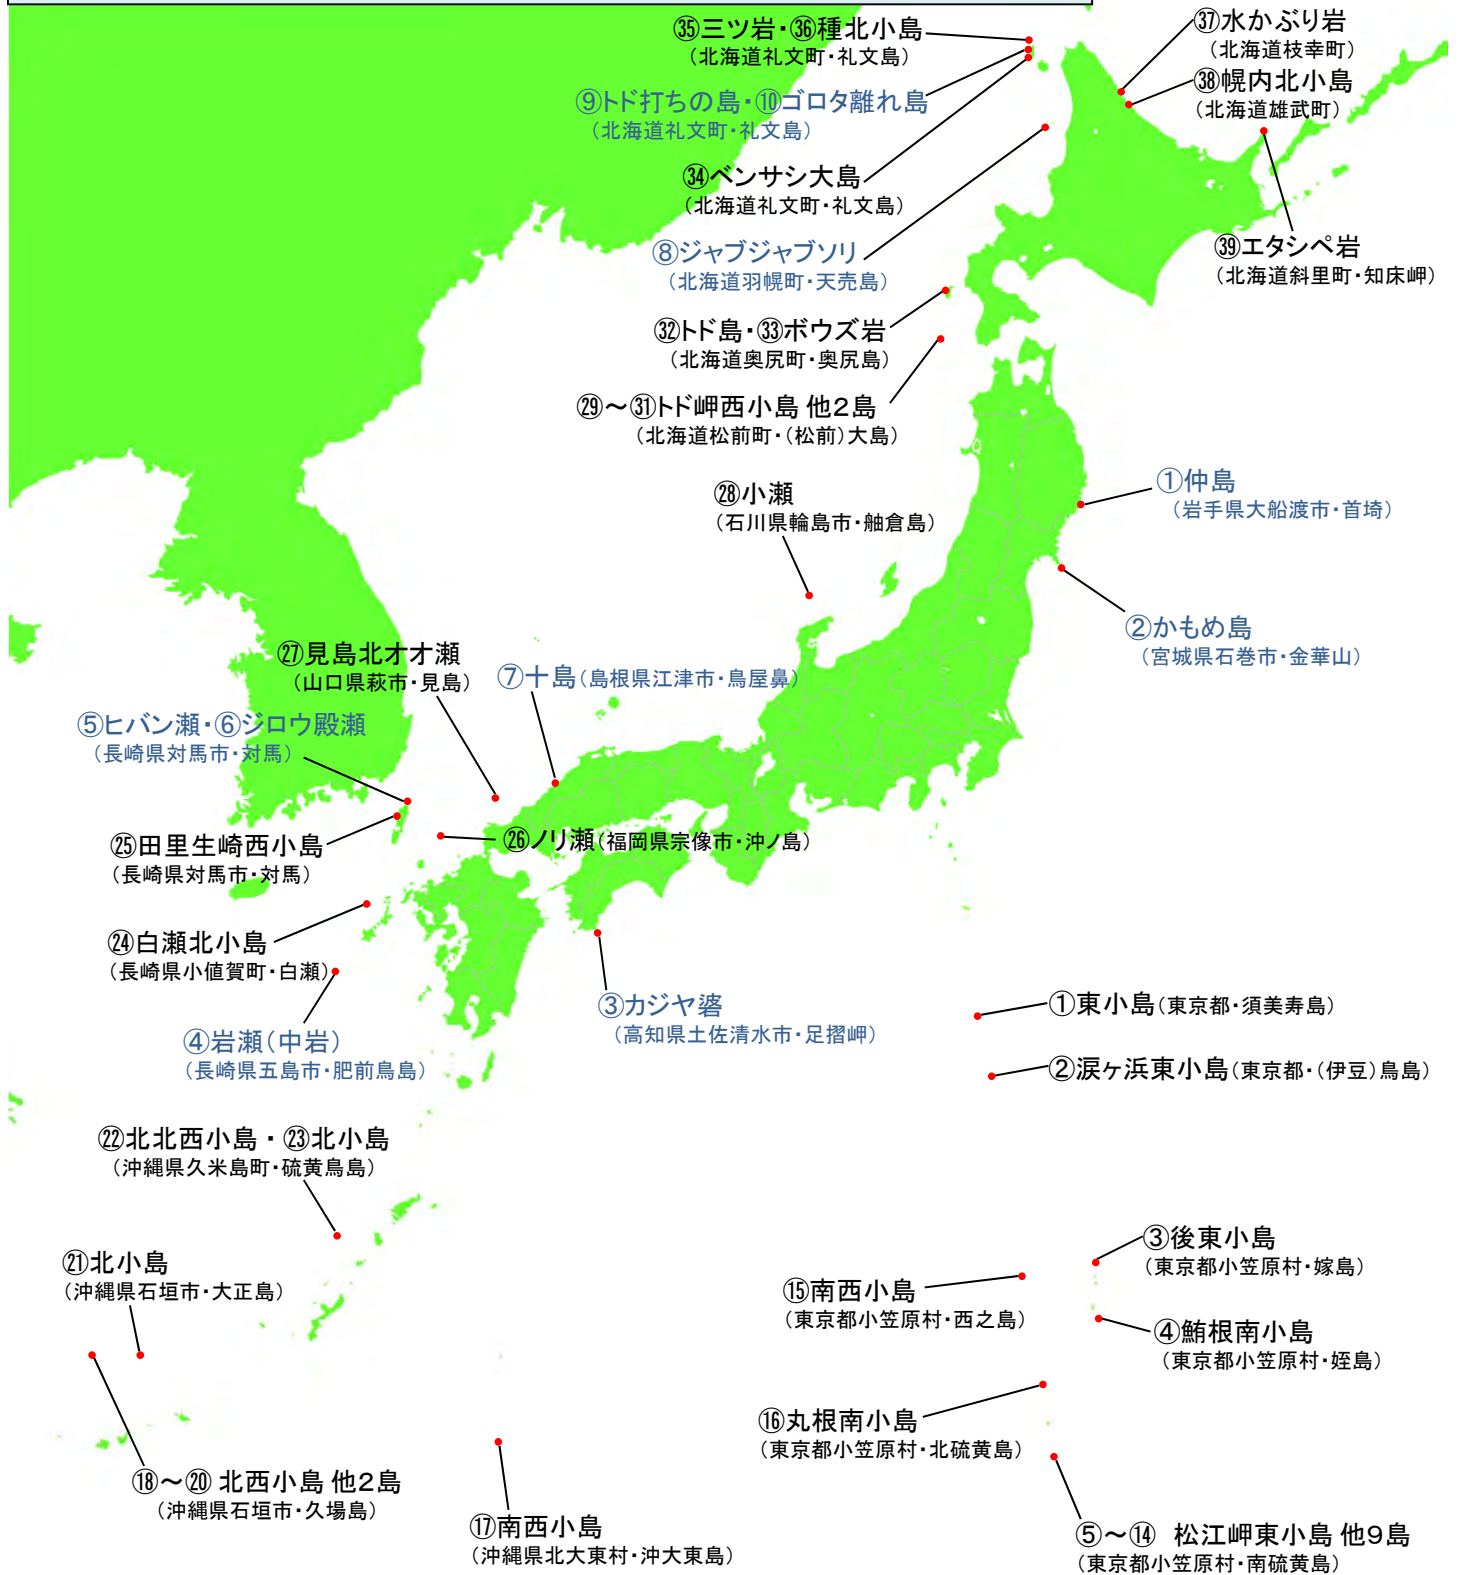 ㉟三ツ岩・㊱種北小島
（北海道礼文町・礼文島）
㊲水かぶり岩
（北海道枝幸町）
㊳幌内北小島
（北海道雄武町）
⑨トド打ちの島・⑩ゴロタ離れ島
（北海道礼文町・礼文島）
㉞ベンサシ大島
（北海道礼文町・礼文島）
⑧ジャブジャブソリ
（北海道羽幌町・天売島）
㊴エタシペ岩
（北海道斜里町・知床岬）
㉜トド島・㉝ボウズ岩
（北海道奥尻町・奥尻島）
㉙～㉛トド岬西小島 他２島
（北海道松前町・（松前）大島）
①仲島
（岩手県大船渡市・首埼）
㉘小瀬
（石川県輪島市・舳倉島）
②かもめ島
（宮城県石巻市・金華山）
㉗見島北オオ瀬
（山口県萩市・見島）
⑦十島（島根県江津市・鳥屋鼻）
⑤ヒバン瀬・⑥ジロウ殿瀬
（長崎県対馬市・対馬）
㉕田里生崎西小島
（長崎県対馬市・対馬）
㉖ノリ瀬（福岡県宗像市・沖ノ島）
㉔白瀬北小島
（長崎県小値賀町・白瀬）
③カジヤ碆
（高知県土佐清水市・足摺岬）
①東小島（東京都・須美寿島）
④岩瀬（中岩）
（長崎県五島市・肥前鳥島）
②涙ヶ浜東小島（東京都・（伊豆）鳥島）
㉒北北西小島・㉓北小島
（沖縄県久米島町・硫黄鳥島）
㉑北小島
（沖縄県石垣市・大正島）
③後東小島
（東京都小笠原村・嫁島）
⑮南西小島
（東京都小笠原村・西之島）
④鮪根南小島
（東京都小笠原村・姪島）
⑯丸根南小島
（東京都小笠原村・北硫黄島）
⑱～⑳ 北西小島 他２島
（沖縄県石垣市・久場島）
⑰南西小島
（沖縄県北大東村・沖大東島）
⑤～⑭ 松江岬東小島 他９島
（東京都小笠原村・南硫黄島）